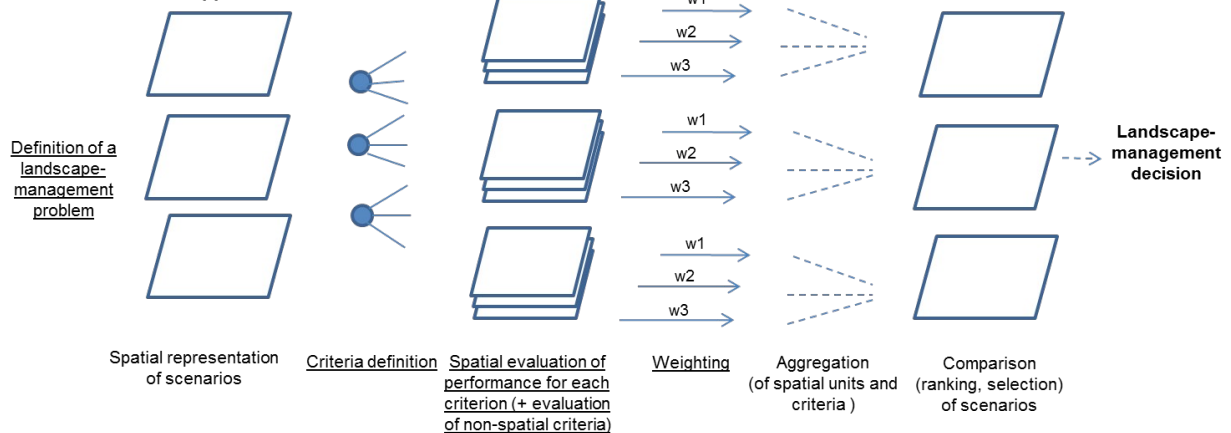 w1
w2
w3
w1
w2
w3
w1
w2
w3
Definition of a
landscape-
management
problem
Landscape-
management
decision
Spatial representation
of scenarios
Criteria definition
Spatial evaluation of
performance for each
criterion (+ evaluation
of non-spatial criteria)
Weighting
Aggregation
(of spatial units and
criteria )
Comparison
(ranking, selection)
of scenarios